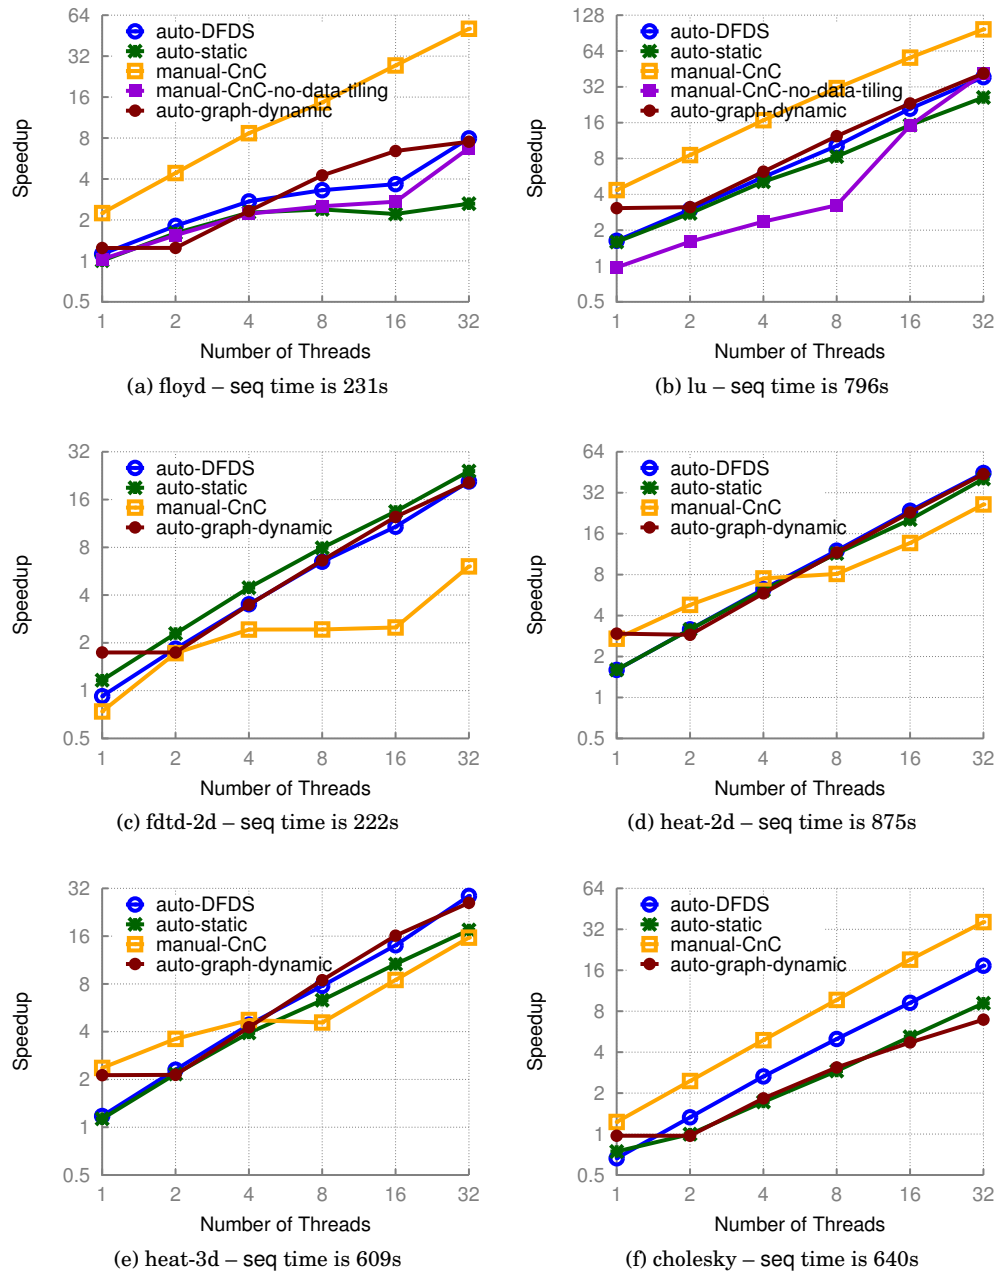 64
32
16
8
4
2
1
0.5
Speedup
auto-DFDS
auto-static
manual-CnC
manual-CnC-no-data-tiling
auto-graph-dynamic
1 2 4 8 16 32
Number of Threads
(a) floyd – seq time is 231s
128
64
32
16
8
4
2
1
0.5
Speedup
auto-DFDS
auto-static
manual-CnC
manual-CnC-no-data-tiling
auto-graph-dynamic
1 2 4 8 16 32
Number of Threads
(b) lu – seq time is 796s
32
16
8
4
2
1
0.5
Speedup
auto-DFDS
auto-static
manual-CnC
auto-graph-dynamic
1 2 4 8 16 32
Number of Threads
(c) fdtd-2d – seq time is 222s
64
32
16
8
4
2
1
0.5
Speedup
auto-DFDS
auto-static
manual-CnC
auto-graph-dynamic
1 2 4 8 16 32
Number of Threads
(d) heat-2d – seq time is 875s
32
16
8
4
2
1
0.5
Speedup
auto-DFDS
auto-static
manual-CnC
auto-graph-dynamic
1 2 4 8 16 32
Number of Threads
(e) heat-3d – seq time is 609s
64
32
16
8
4
2
1
0.5
Speedup
auto-DFDS
auto-static
manual-CnC
auto-graph-dynamic
1 2 4 8 16 32
Number of Threads
(f) cholesky – seq time is 640s